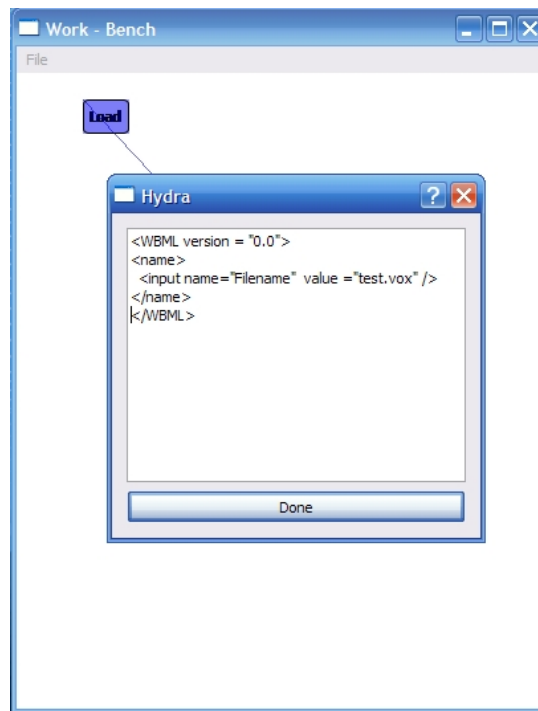 Work - Bench
File
Load
Hydra
<WBML version = "0.0">
<name>
  <input name="Filename"  value ="test.vox" />
</name>
</WBML>
Done